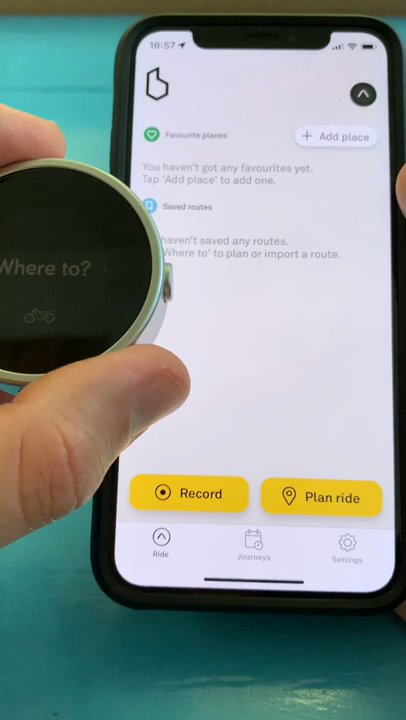 16:57
Favourite places
+ Add place
You haven't got any favourites yet.
Tap 'Add place' to add one.
Saved routes
haven't saved any routes.
Where to' to plan or import a route.
Where to?
Record
Plan ride
Ride
Journeys
Settings